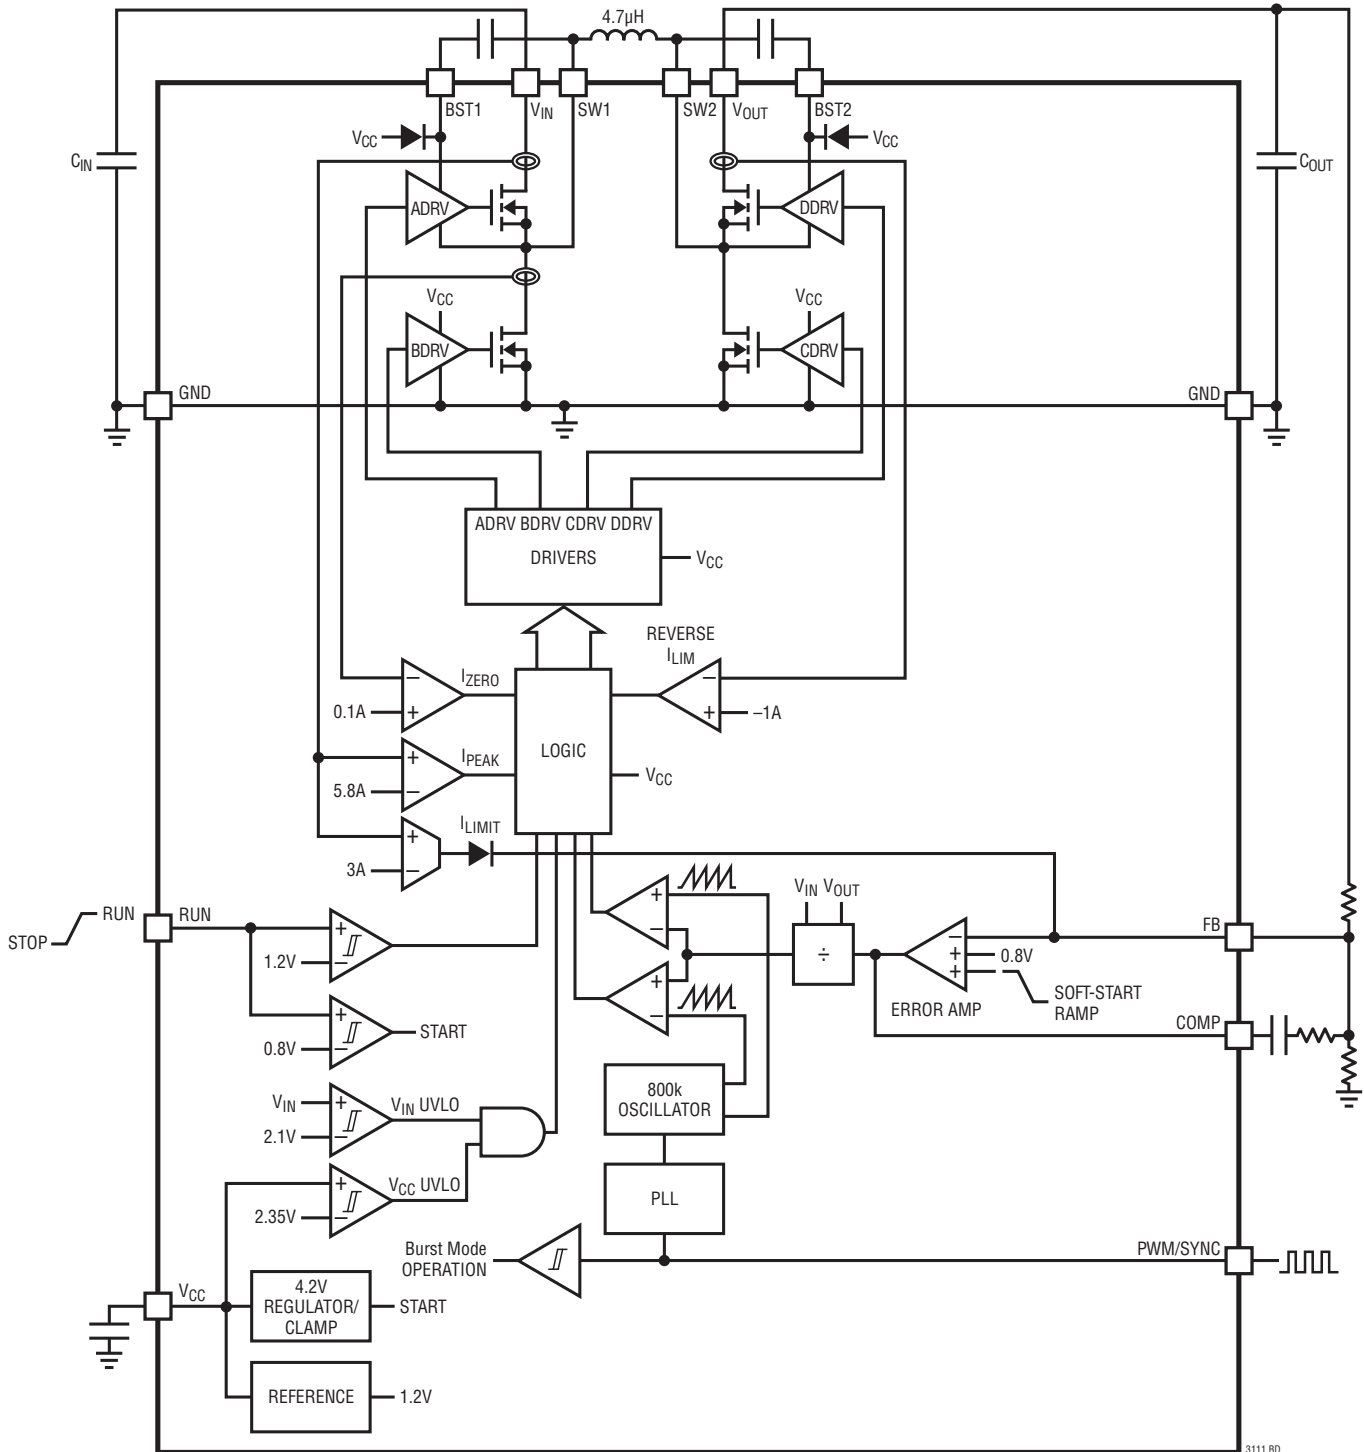 4.7µH
BST1
VIN
SW1
SW2
VOUT
BST2
VCC
VCC
CIN
COUT
ADRV
DDRV
VCC
VCC
BDRV
CDRV
GND
GND
ADRV BDRV CDRV DDRV
DRIVERS
VCC
REVERSE
ILIM
IZERO
–
–
0.1A
+
+
–1A
LOGIC
IPEAK
+
VCC
5.8A
–
ILIMIT
+
3A
–
VIN VOUT
+
–
RUN
RUN
STOP
+
1.2V
–
÷
–
+
0.8V
+
FB
ERROR AMP
SOFT-START
RAMP
+
–
COMP
+
START
0.8V
–
800k
OSCILLATOR
VIN
+
VIN UVLO
2.1V
–
PLL
VCC UVLO
+
2.35V
–
Burst Mode
OPERATION
PWM/SYNC
VCC
4.2V
REGULATOR/
CLAMP
START
REFERENCE
1.2V
3111 BD